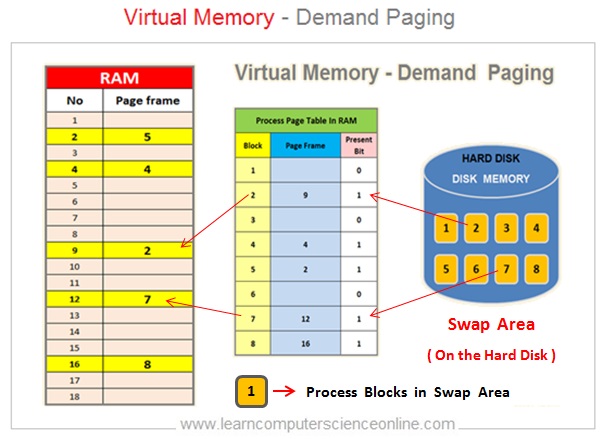 Virtual Memory - Demand Paging
RAM
No Page frame
1
2 5
3
4 4
5
6
7
8
9 2
10
11
12 7
13
14
15
16 8
17
18
Virtual Memory - Demand Paging
Process Page Table In RAM
Block Page Frame Present Bit
1 0
2 9 1
3 0
4 4 1
5 2 1
6 0
7 12 1
8 16 1
HARD DISK
DISK MEMORY
1 2 3 4
5 6 7 8
Swap Area
( On the Hard Disk )
1 Process Blocks in Swap Area
www.learncomputerscienceonline.com